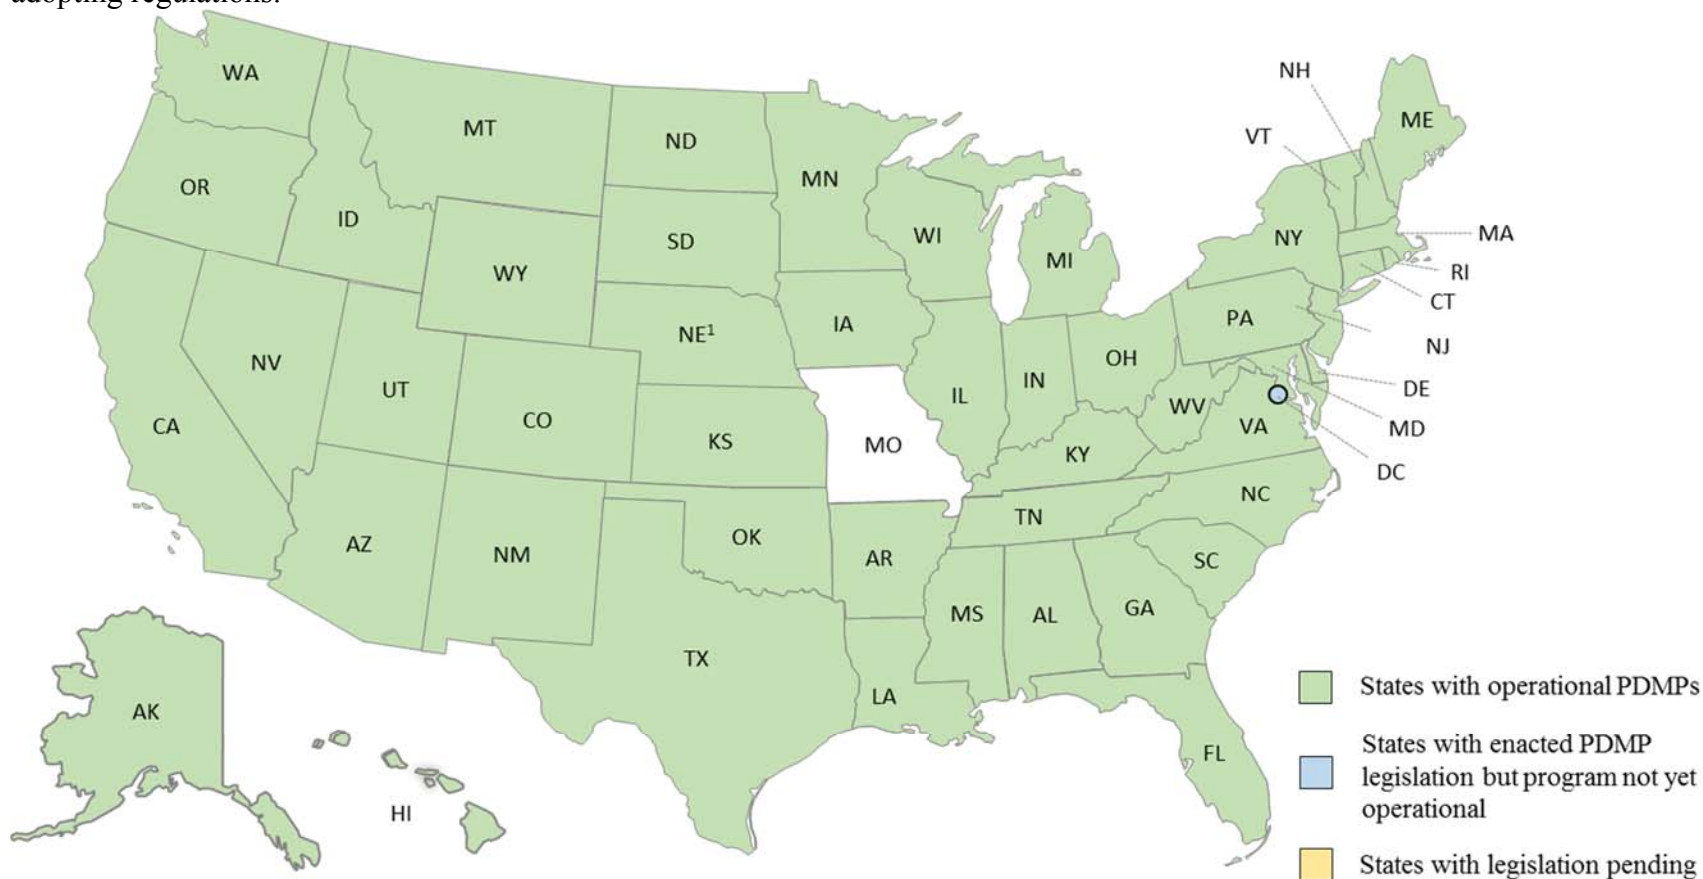 adopting regulations.
NH
WA
ME
MT
ND
VT
MN
OR
ID
WI
NY
MA
SD
MI
WY
RI
CT
IA
PA
NE¹
NJ
NV
OH
UT
IN
DE
IL
CO
WV
CA
VA
MD
KS
MO
KY
DC
NC
TN
OK
AZ
NM
AR
SC
MS
AL
GA
TX
States with operational PDMPs
LA
AK
States with enacted PDMP
legislation but program not yet
operational
FL
HI
States with legislation pending